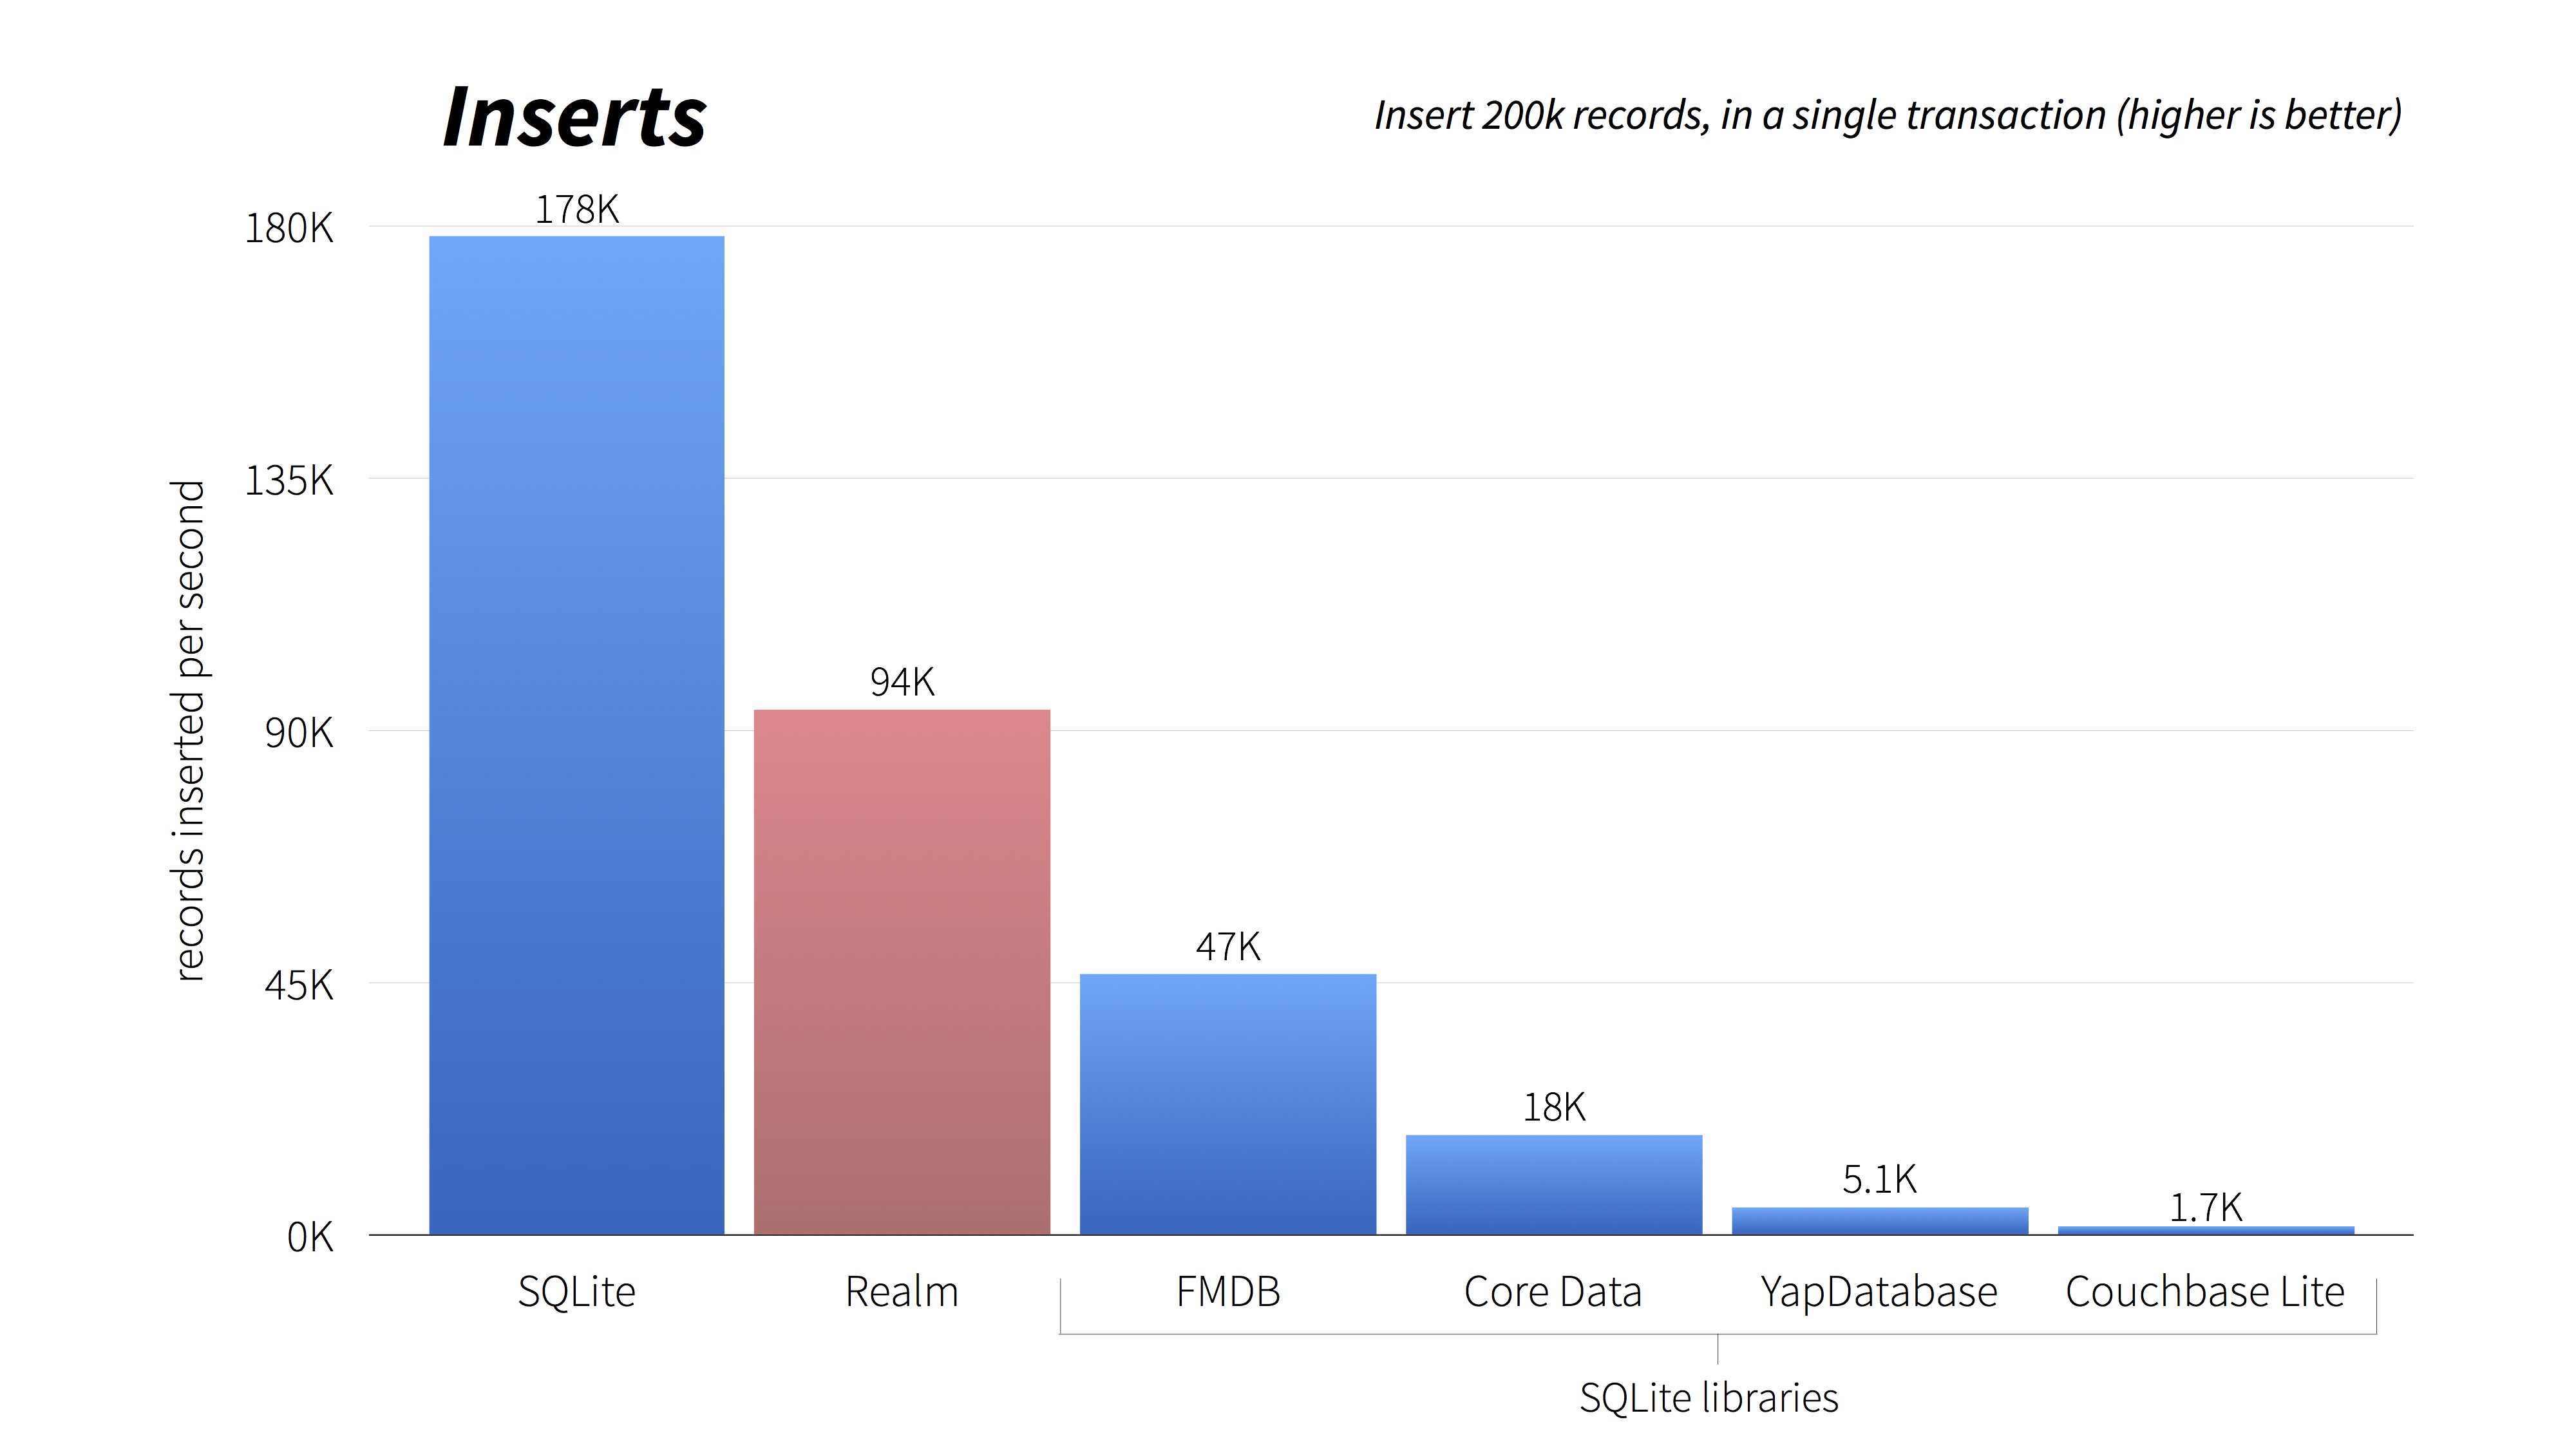 Inserts
Insert 200k records, in a single transaction (higher is better)
records inserted per second
180K
135K
90K
45K
0K
178K
94K
47K
18K
5.1K
1.7K
SQLite
Realm
FMDB
Core Data
YapDatabase
Couchbase Lite
SQLite libraries